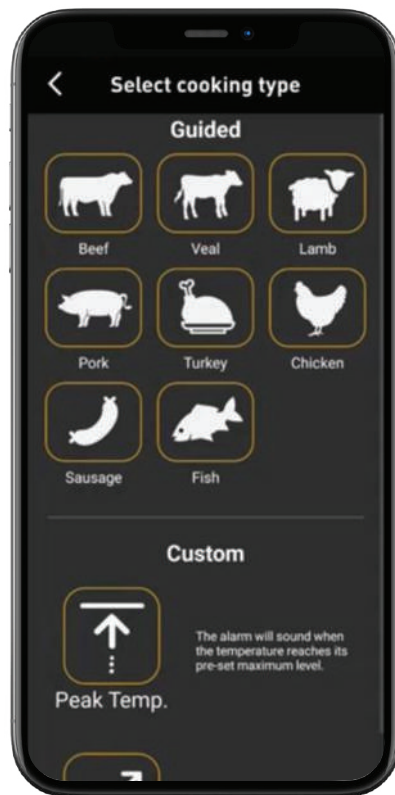 Select cooking type
Guided
Beef Veal Lamb
Pork Turkey Chicken
Sausage Fish
Custom
The alarm will sound when
the temperature reaches its
pre-set maximum level.
Peak Temp.